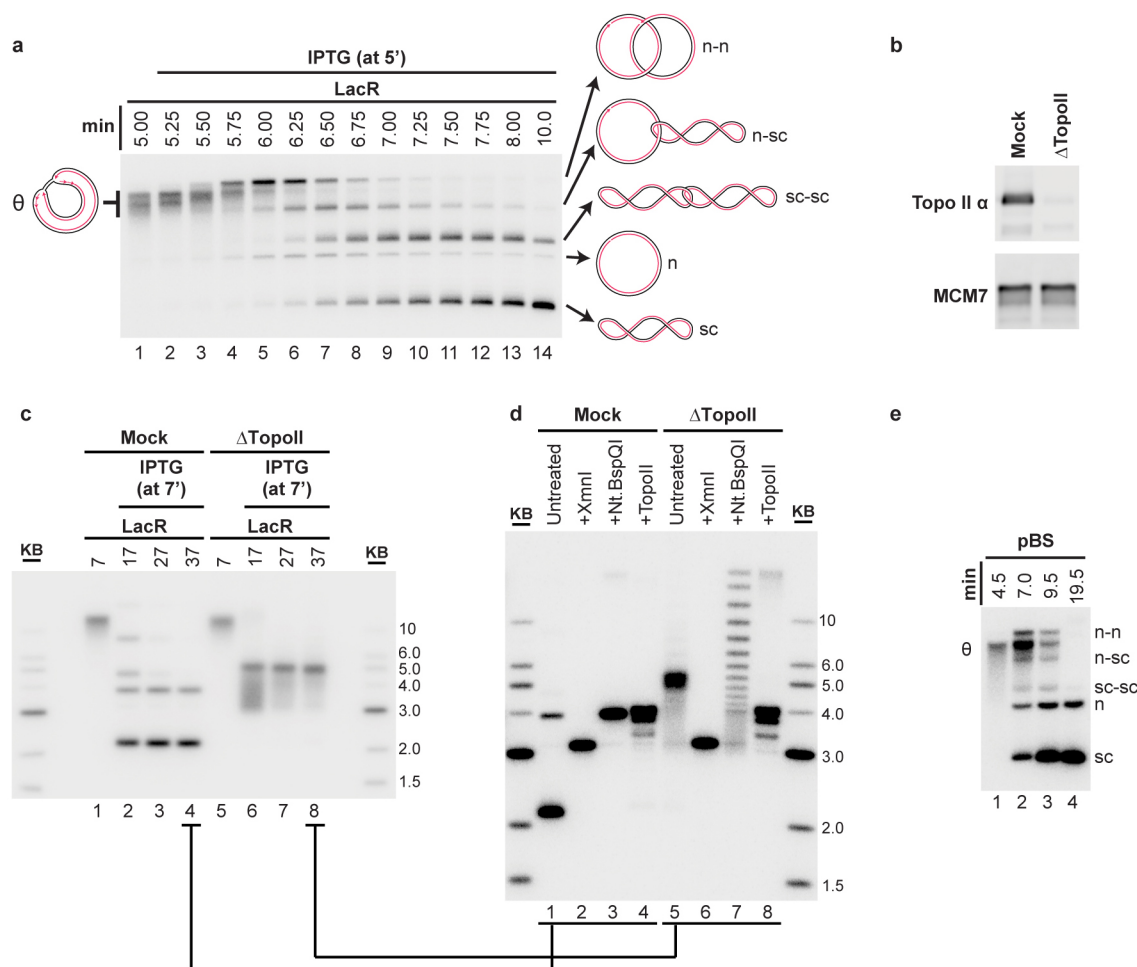 a
IPTG (at 5')
LacR
min 5.00 5.25 5.50 5.75 6.00 6.25 6.50 6.75 7.00 7.25 7.50 7.75 8.00 10.0
θ
n-n
n-sc
sc-sc
n
sc
1 2 3 4 5 6 7 8 9 10 11 12 13 14
b
Mock ΔTopoII
Topo II α
MCM7
c
Mock ΔTopoII
IPTG (at 7') IPTG (at 7')
LacR LacR
KB 7 17 27 37 7 17 27 37 KB
10
6.0
5.0
4.0
3.0
2.0
1.5
1 2 3 4 5 6 7 8
d
Mock ΔTopoII
KB Untreated +XmnI +Nt.BspQI +TopoII Untreated +XmnI +Nt.BspQI +TopoII KB
10
6.0
5.0
4.0
3.0
2.0
1.5
1 2 3 4 5 6 7 8
e
pBS
min 4.5 7.0 9.5 19.5
θ
n-n
n-sc
sc-sc
n
sc
1 2 3 4